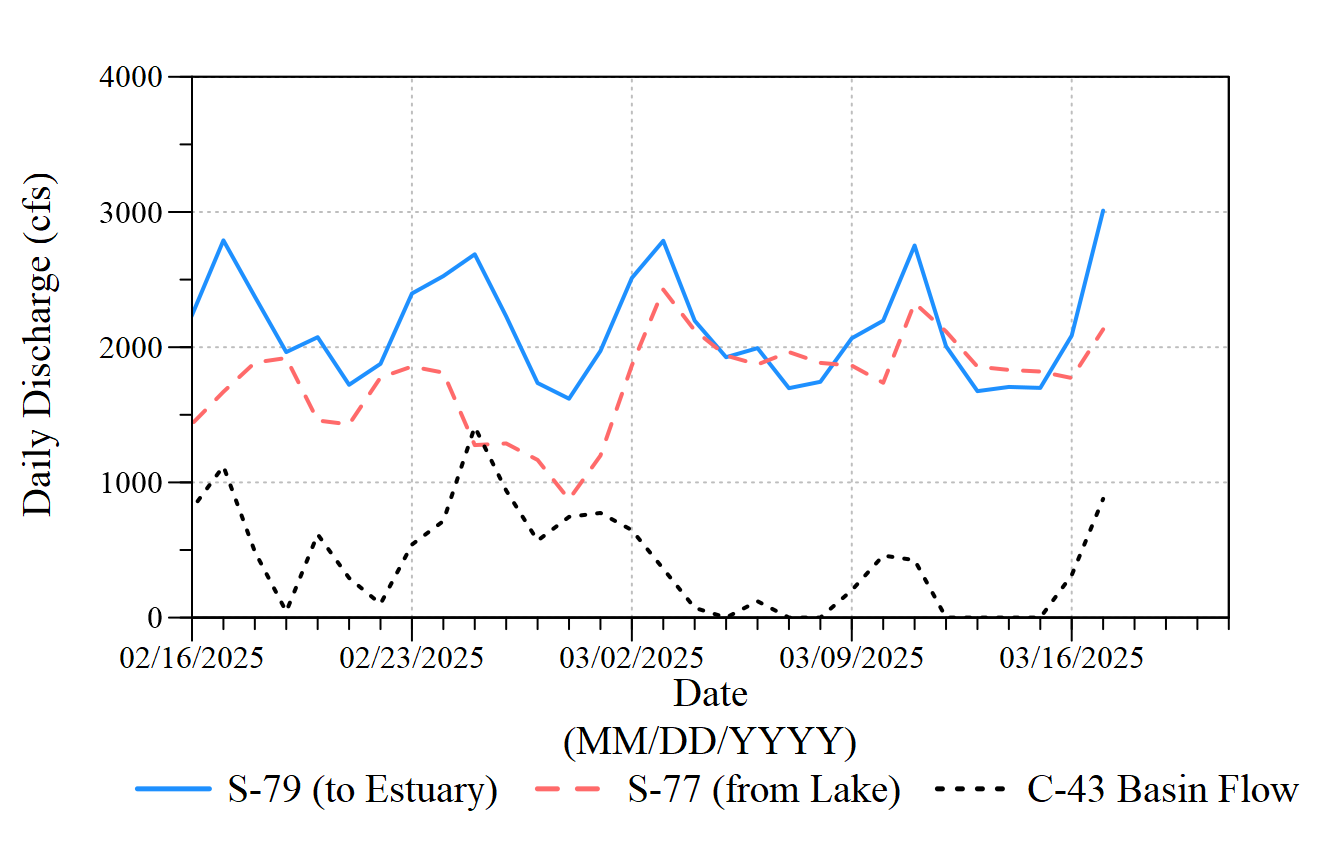 4000
3000
2000
1000
0
Daily Discharge (cfs)
02/16/2025 02/23/2025 03/02/2025 03/09/2025 03/16/2025
Date
(MM/DD/YYYY)
S-79 (to Estuary) S-77 (from Lake) C-43 Basin Flow